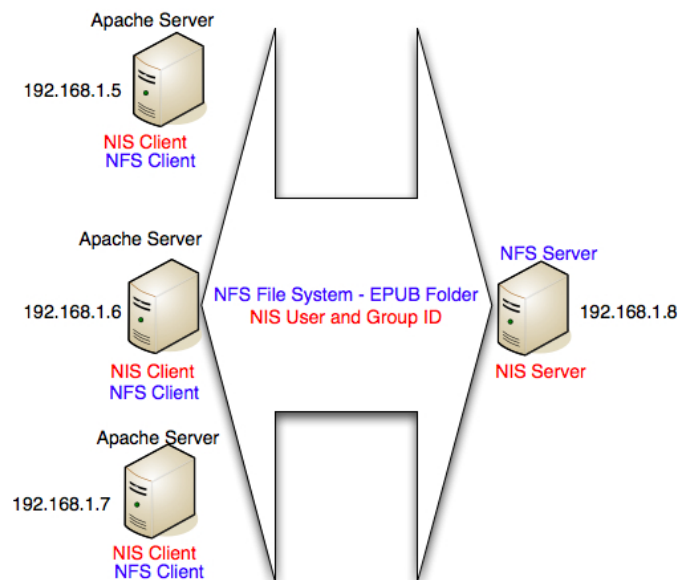 Apache Server
192.168.1.5
NIS Client
NFS Client
Apache Server
192.168.1.6
NIS Client
NFS Client
Apache Server
192.168.1.7
NIS Client
NFS Client
NFS File System - EPUB Folder
NIS User and Group ID
NFS Server
192.168.1.8
NIS Server